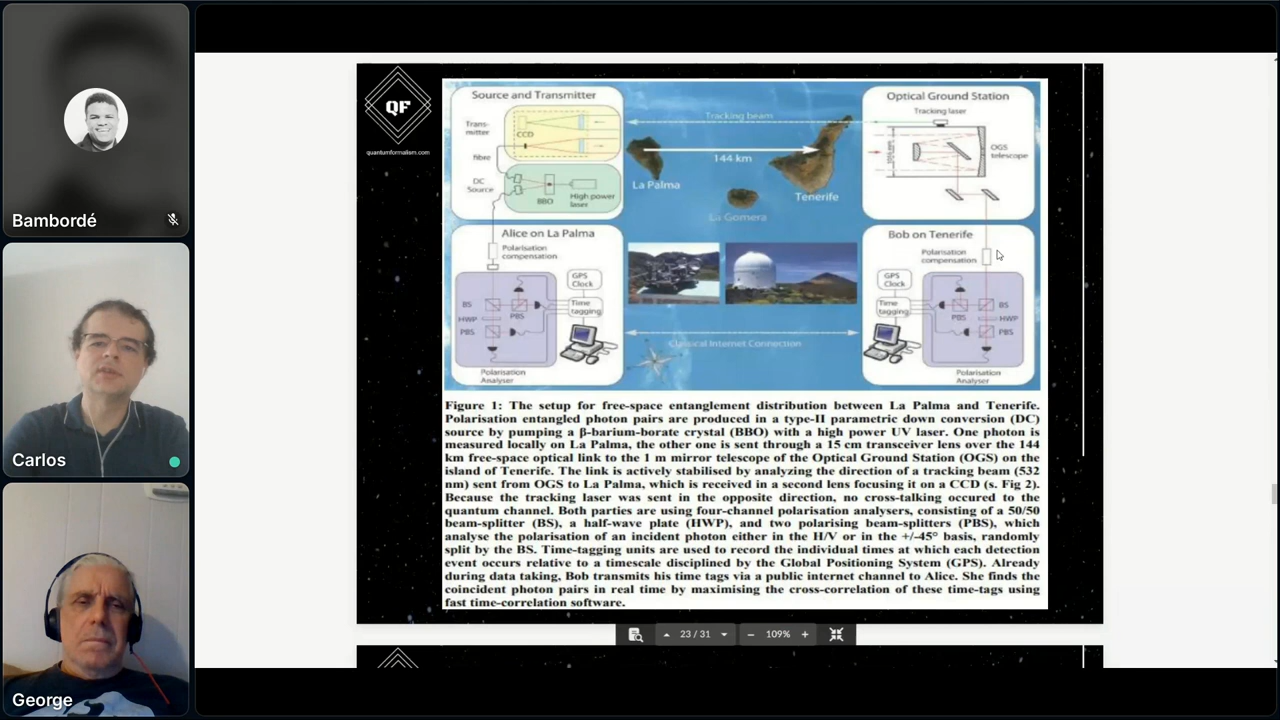 Bambordé
Carlos
George
QF
quantumformalism.com
Source and Transmitter
Trans-
mitter
CCD
fibre
DC
Source
BBO
High power
laser
Tracking beam
144 km
La Palma
La Gomera
Tenerife
Optical Ground Station
Tracking laser
OGS
telescope
Alice on La Palma
Polarisation
compensation
GPS
Clock
BS
HWP
PBS
PBS
Time
tagging
Polarisation
Analyser
Classical Internet Connection
Bob on Tenerife
Polarisation
compensation
GPS
Clock
Time
tagging
PBS
BS
HWP
PBS
Polarisation
Analyser
Figure 1: The setup for free-space entanglement distribution between La Palma and Tenerife.
Polarisation entangled photon pairs are produced in a type-II parametric down conversion (DC)
source by pumping a β-barium-borate crystal (BBO) with a high power UV laser. One photon is
measured locally on La Palma, the other one is sent through a 15 cm transceiver lens over the 144
km free-space optical link to the 1 m mirror telescope of the Optical Ground Station (OGS) on the
island of Tenerife. The link is actively stabilised by analyzing the direction of a tracking beam (532
nm) sent from OGS to La Palma, which is received in a second lens focusing it on a CCD (s. Fig 2).
Because the tracking laser was sent in the opposite direction, no cross-talking occured to the
quantum channel. Both parties are using four-channel polarisation analysers, consisting of a 50/50
beam-splitter (BS), a half-wave plate (HWP), and two polarising beam-splitters (PBS), which
analyse the polarisation of an incident photon either in the H/V or in the +/-45° basis, randomly
split by the BS. Time-tagging units are used to record the individual times at which each detection
event occurs relative to a timescale disciplined by the Global Positioning System (GPS). Already
during data taking, Bob transmits his time tags via a public internet channel to Alice. She finds the
coincident photon pairs in real time by maximising the cross-correlation of these time-tags using
fast time-correlation software.
23 / 31
109%